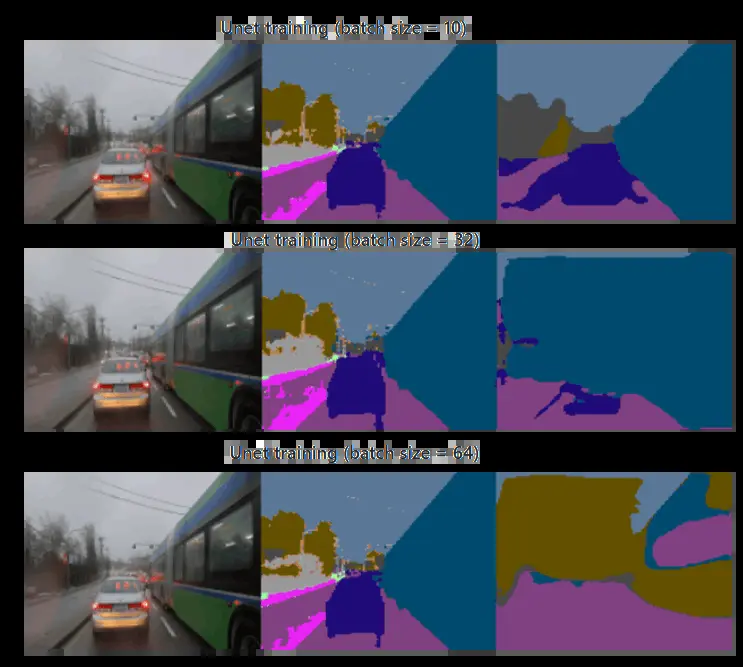 Unet training (batch size = 10)
Unet training (batch size = 32)
Unet training (batch size = 64)